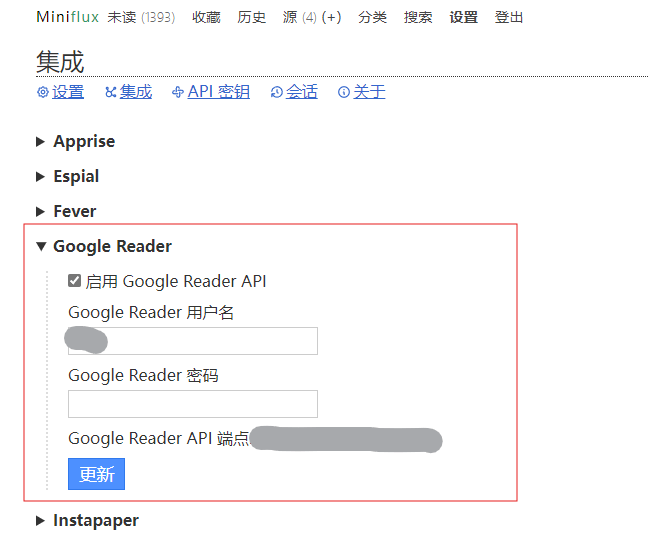 Miniflux 未读 (1393) 收藏 历史 源 (4) (+) 分类 搜索 设置 登出
集成
设置 集成 API 密钥 会话 关于
Apprise
Espial
Fever
Google Reader
启用 Google Reader API
Google Reader 用户名
Google Reader 密码
Google Reader API 端点
更新
Instapaper